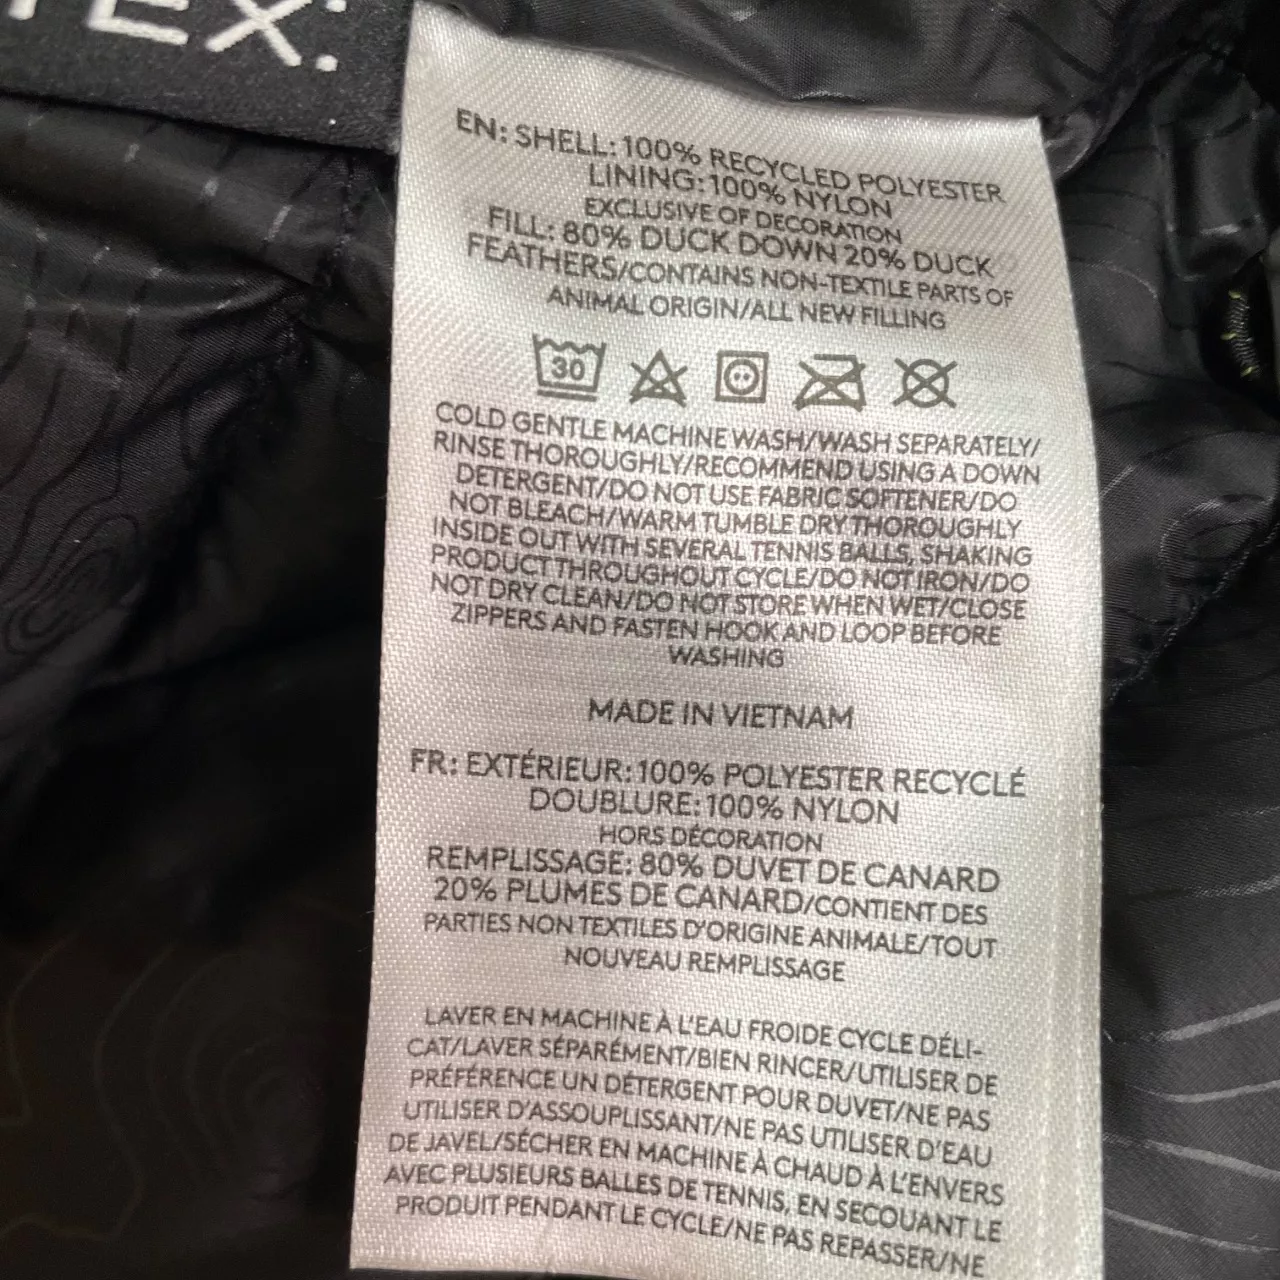 TEX
EN: SHELL: 100% RECYCLED POLYESTER
LINING: 100% NYLON
EXCLUSIVE OF DECORATION
FILL: 80% DUCK DOWN 20% DUCK
FEATHERS/CONTAINS NON-TEXTILE PARTS OF
ANIMAL ORIGIN/ALL NEW FILLING
30
COLD GENTLE MACHINE WASH/WASH SEPARATELY/
RINSE THOROUGHLY/RECOMMEND USING A DOWN
DETERGENT/DO NOT USE FABRIC SOFTENER/DO
NOT BLEACH/WARM TUMBLE DRY THOROUGHLY
INSIDE OUT WITH SEVERAL TENNIS BALLS, SHAKING
PRODUCT THROUGHOUT CYCLE/DO NOT IRON/DO
NOT DRY CLEAN/DO NOT STORE WHEN WET/CLOSE
ZIPPERS AND FASTEN HOOK AND LOOP BEFORE
WASHING
MADE IN VIETNAM
FR: EXTÉRIEUR: 100% POLYESTER RECYCLÉ
DOUBLURE: 100% NYLON
HORS DÉCORATION
REMPLISSAGE: 80% DUVET DE CANARD
20% PLUMES DE CANARD/CONTIENT DES
PARTIES NON TEXTILES D'ORIGINE ANIMALE/TOUT
NOUVEAU REMPLISSAGE
LAVER EN MACHINE À L'EAU FROIDE CYCLE DÉLI-
CAT/LAVER SÉPARÉMENT/BIEN RINCER/UTILISER DE
PRÉFÉRENCE UN DÉTERGENT POUR DUVET/NE PAS
UTILISER D'ASSOUPLISSANT/NE PAS UTILISER D'EAU
DE JAVEL/SÉCHER EN MACHINE À CHAUD À L'ENVERS
AVEC PLUSIEURS BALLES DE TENNIS, EN SECOUANT LE
PRODUIT PENDANT LE CYCLE/NE PAS REPASSER/NE